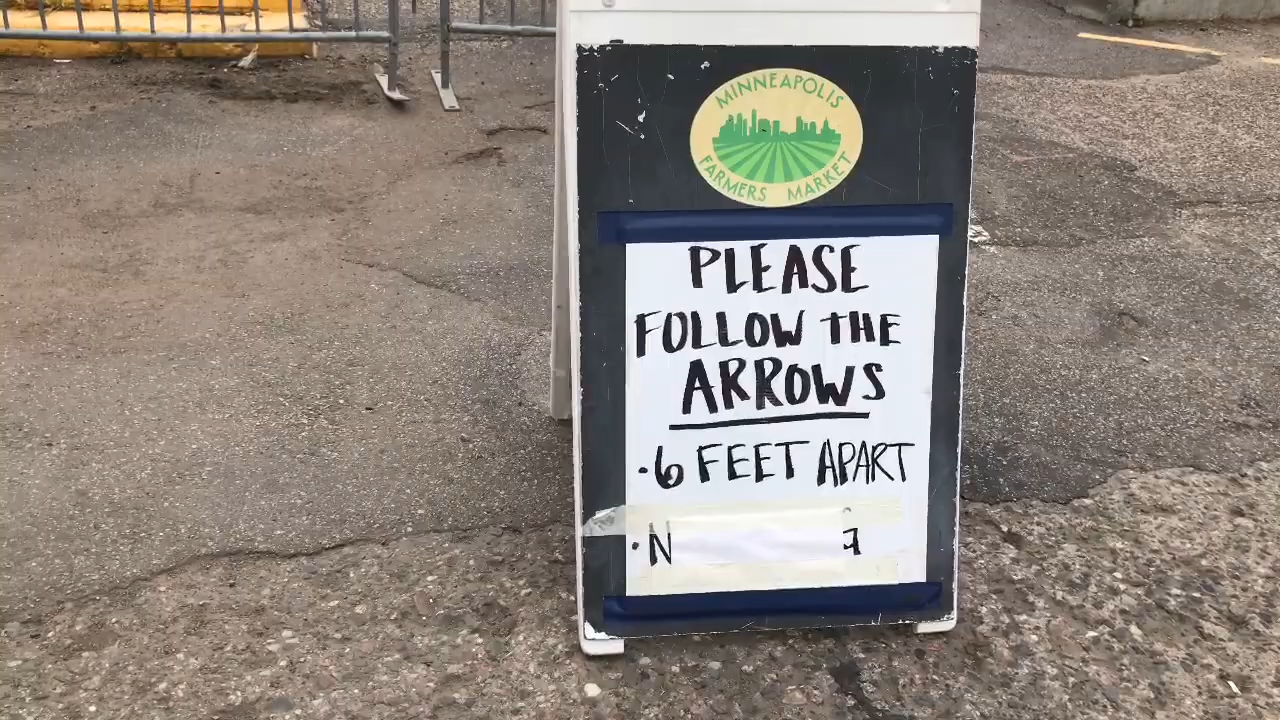 MINNEAPOLIS
FARMERS MARKET
PLEASE
FOLLOW THE
ARROWS
·6 FEET APART
·N